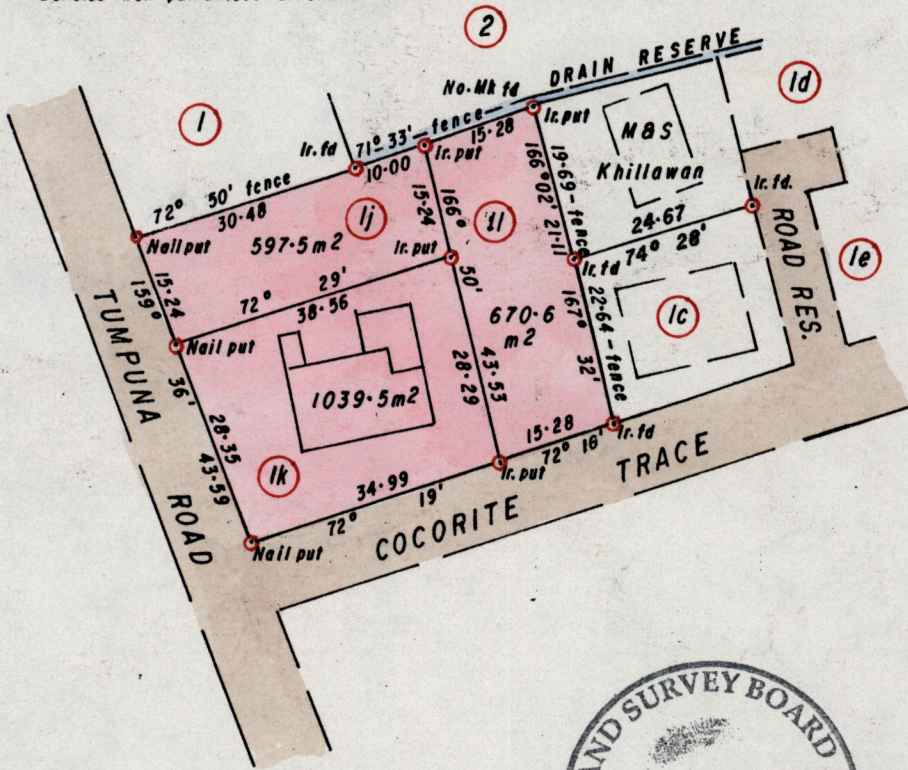 2
DRAIN RESERVE
1
1d
No. Mk fd
Ir. put
M & S
Khillawan
71° 33' fence
15·28
Ir. fd
10·00
Ir. put
72° 50' fence
30·48
1j
15·24
166° 50'
1l
166° 02'
19·69 - fence
21·11
24·67
74° 28'
Ir. fd.
ROAD RES.
1e
Nail put
597·5 m2
Ir. put
Ir. fd
15·24
159° 36'
72° 29'
38·56
670·6
m2
167° 32'
22·64 - fence
1c
Nail put
TUMPUNA ROAD
1039·5 m2
43·53
28·29
28·35
43·59
1k
34·99
72° 19'
15·28
72° 16'
Ir. fd
Ir. put
Nail put
COCORITE TRACE
AND SURVEY BOARD